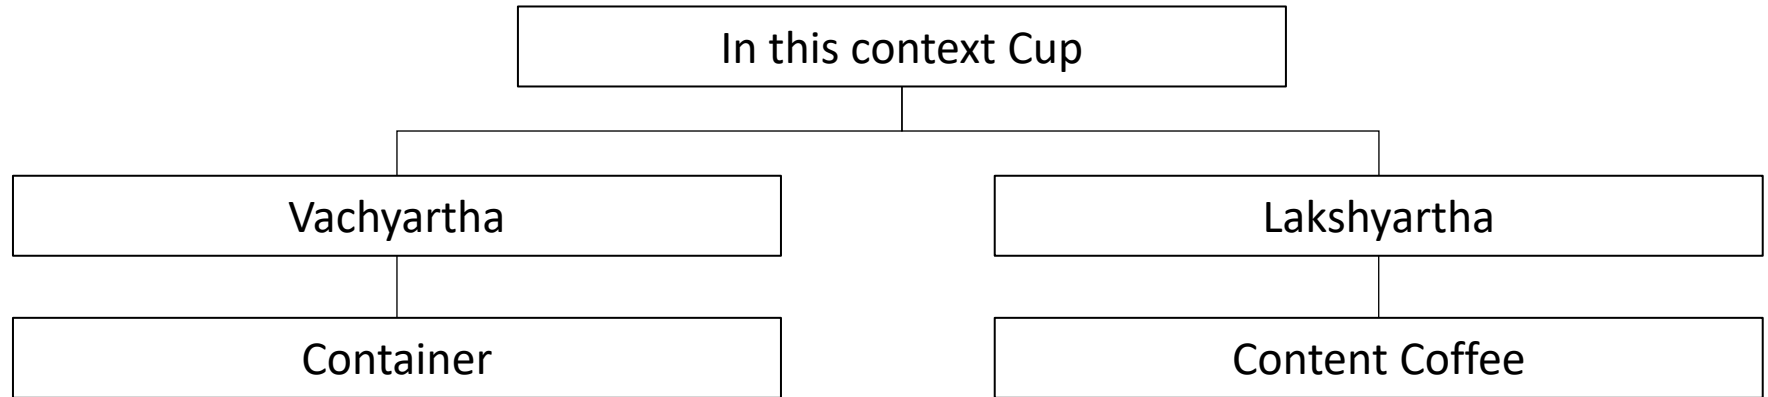 In this context Cup
Vachyartha
Lakshyartha
Container
Content Coffee